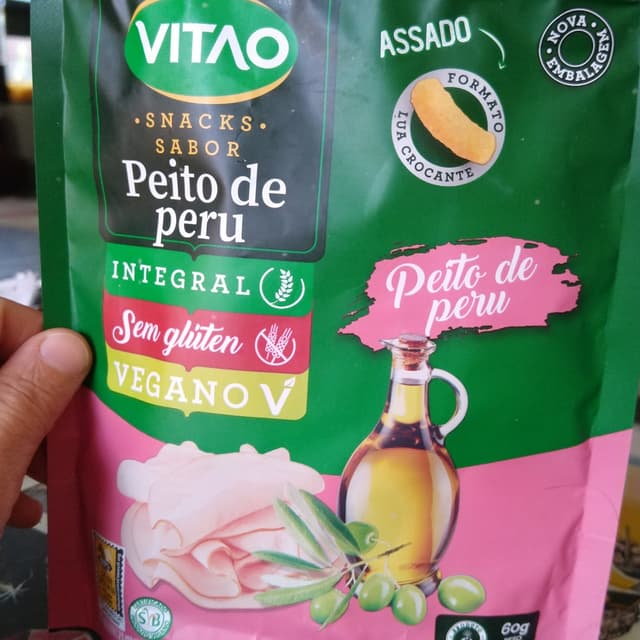 VITAO
•SNACKS•
SABOR
Peito de
peru
INTEGRAL
Sem glúten
VEGANO V
ASSADO
FORMATO
LUA CROCANTE
•NOVA•
EMBALAGEM
Peito de
peru
60g